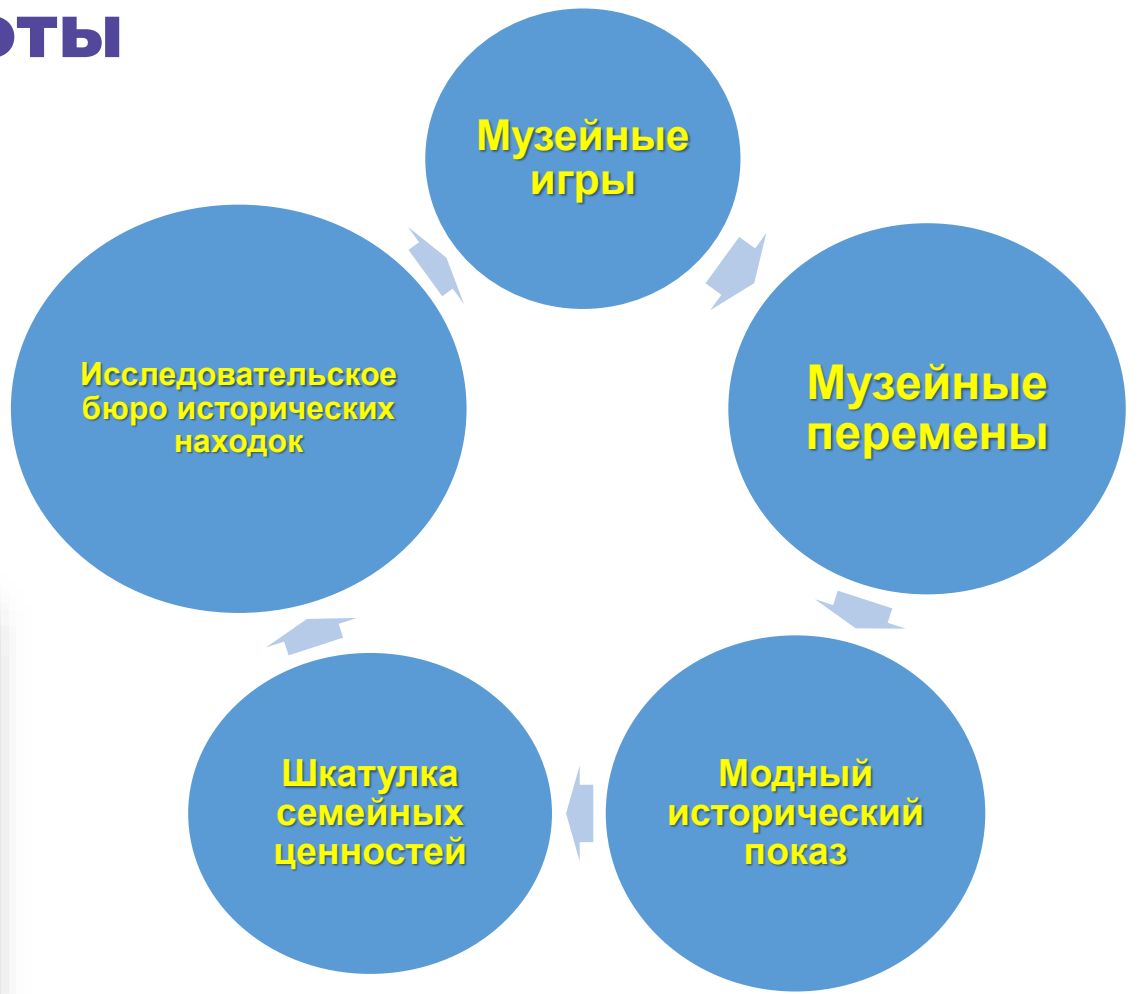 оты
Музейные
игры
Музейные
перемены
Модный
исторический
показ
Шкатулка
семейных
ценностей
Исследовательское
бюро исторических
находок